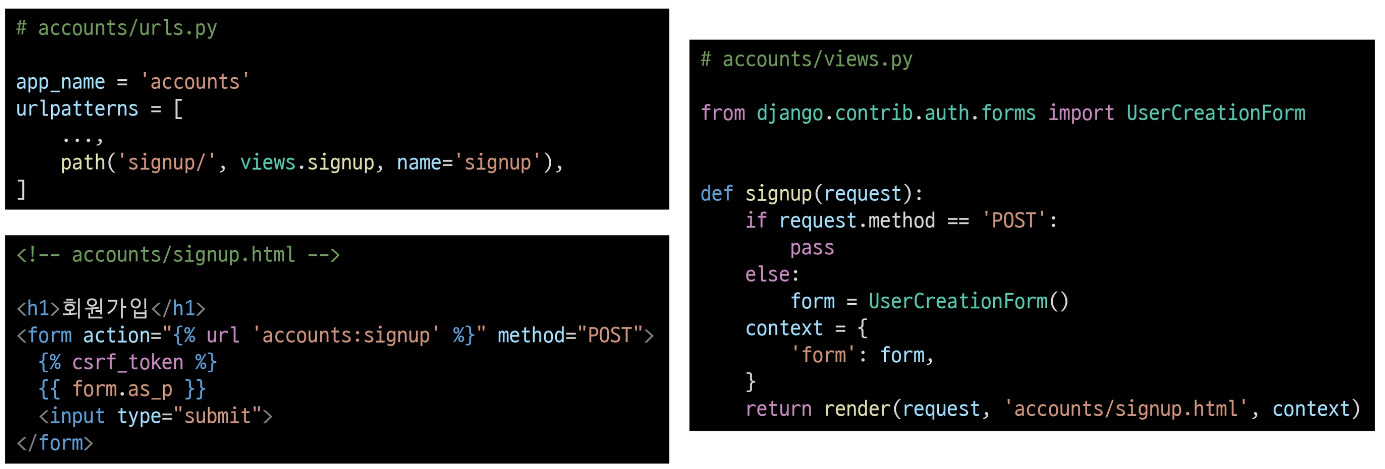 # accounts/urls.py
app_name = 'accounts'
urlpatterns = [
    ...,
    path('signup/', views.signup, name='signup'),
]
<!-- accounts/signup.html -->
<h1>회원가입</h1>
<form action="{% url 'accounts:signup' %}" method="POST">
  {% csrf_token %}
  {{ form.as_p }}
  <input type="submit">
</form>
# accounts/views.py
from django.contrib.auth.forms import UserCreationForm
def signup(request):
    if request.method == 'POST':
        pass
    else:
        form = UserCreationForm()
    context = {
        'form': form,
    }
    return render(request, 'accounts/signup.html', context)